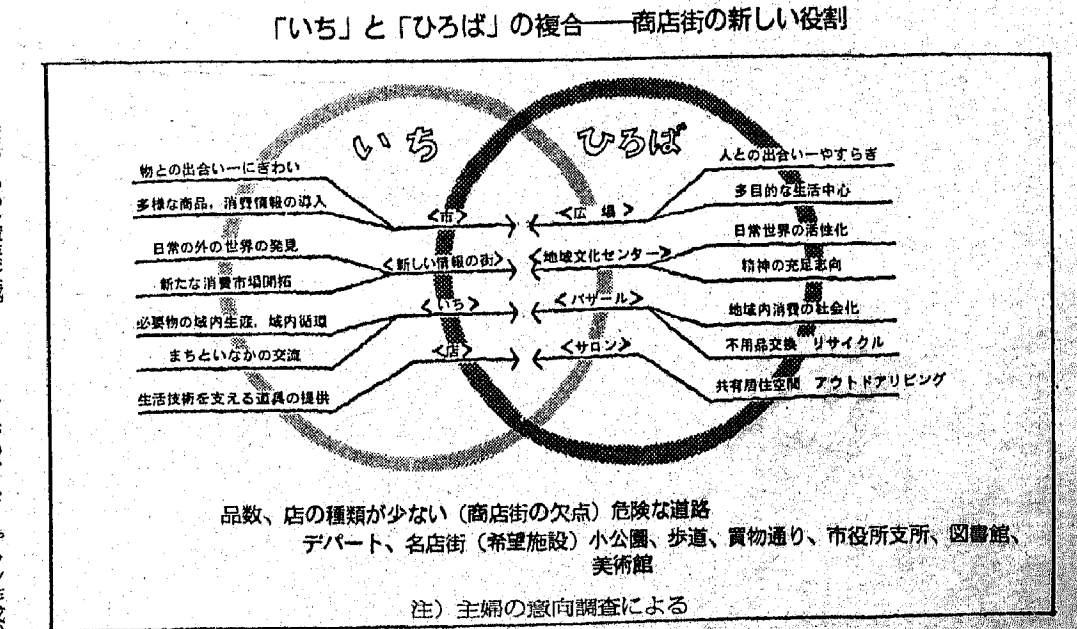 「いち」と「ひろば」の複合——商店街の新しい役割
いち
ひろば
物との出合いーにぎわい
多様な商品，消費情報の導入
<市>
日常の外の世界の発見
<新しい情報の街>
新たな消費市場開拓
必要物の域内生産，域内循環
<いち>
まちといなかの交流
<店>
生活技術を支える道具の提供
人との出合いーやすらぎ
多目的な生活中心
<広　場>
日常世界の活性化
<地域文化センター>
精神の充足志向
<バザール>
地域内消費の社会化
不用品交換　リサイクル
<サロン>
共有居住空間　アウトドアリビング
品数、店の種類が少ない（商店街の欠点）危険な道路
デパート、名店街（希望施設）小公園、歩道、買物通り、市役所支所、図書館、
美術館
注）主婦の意向調査による